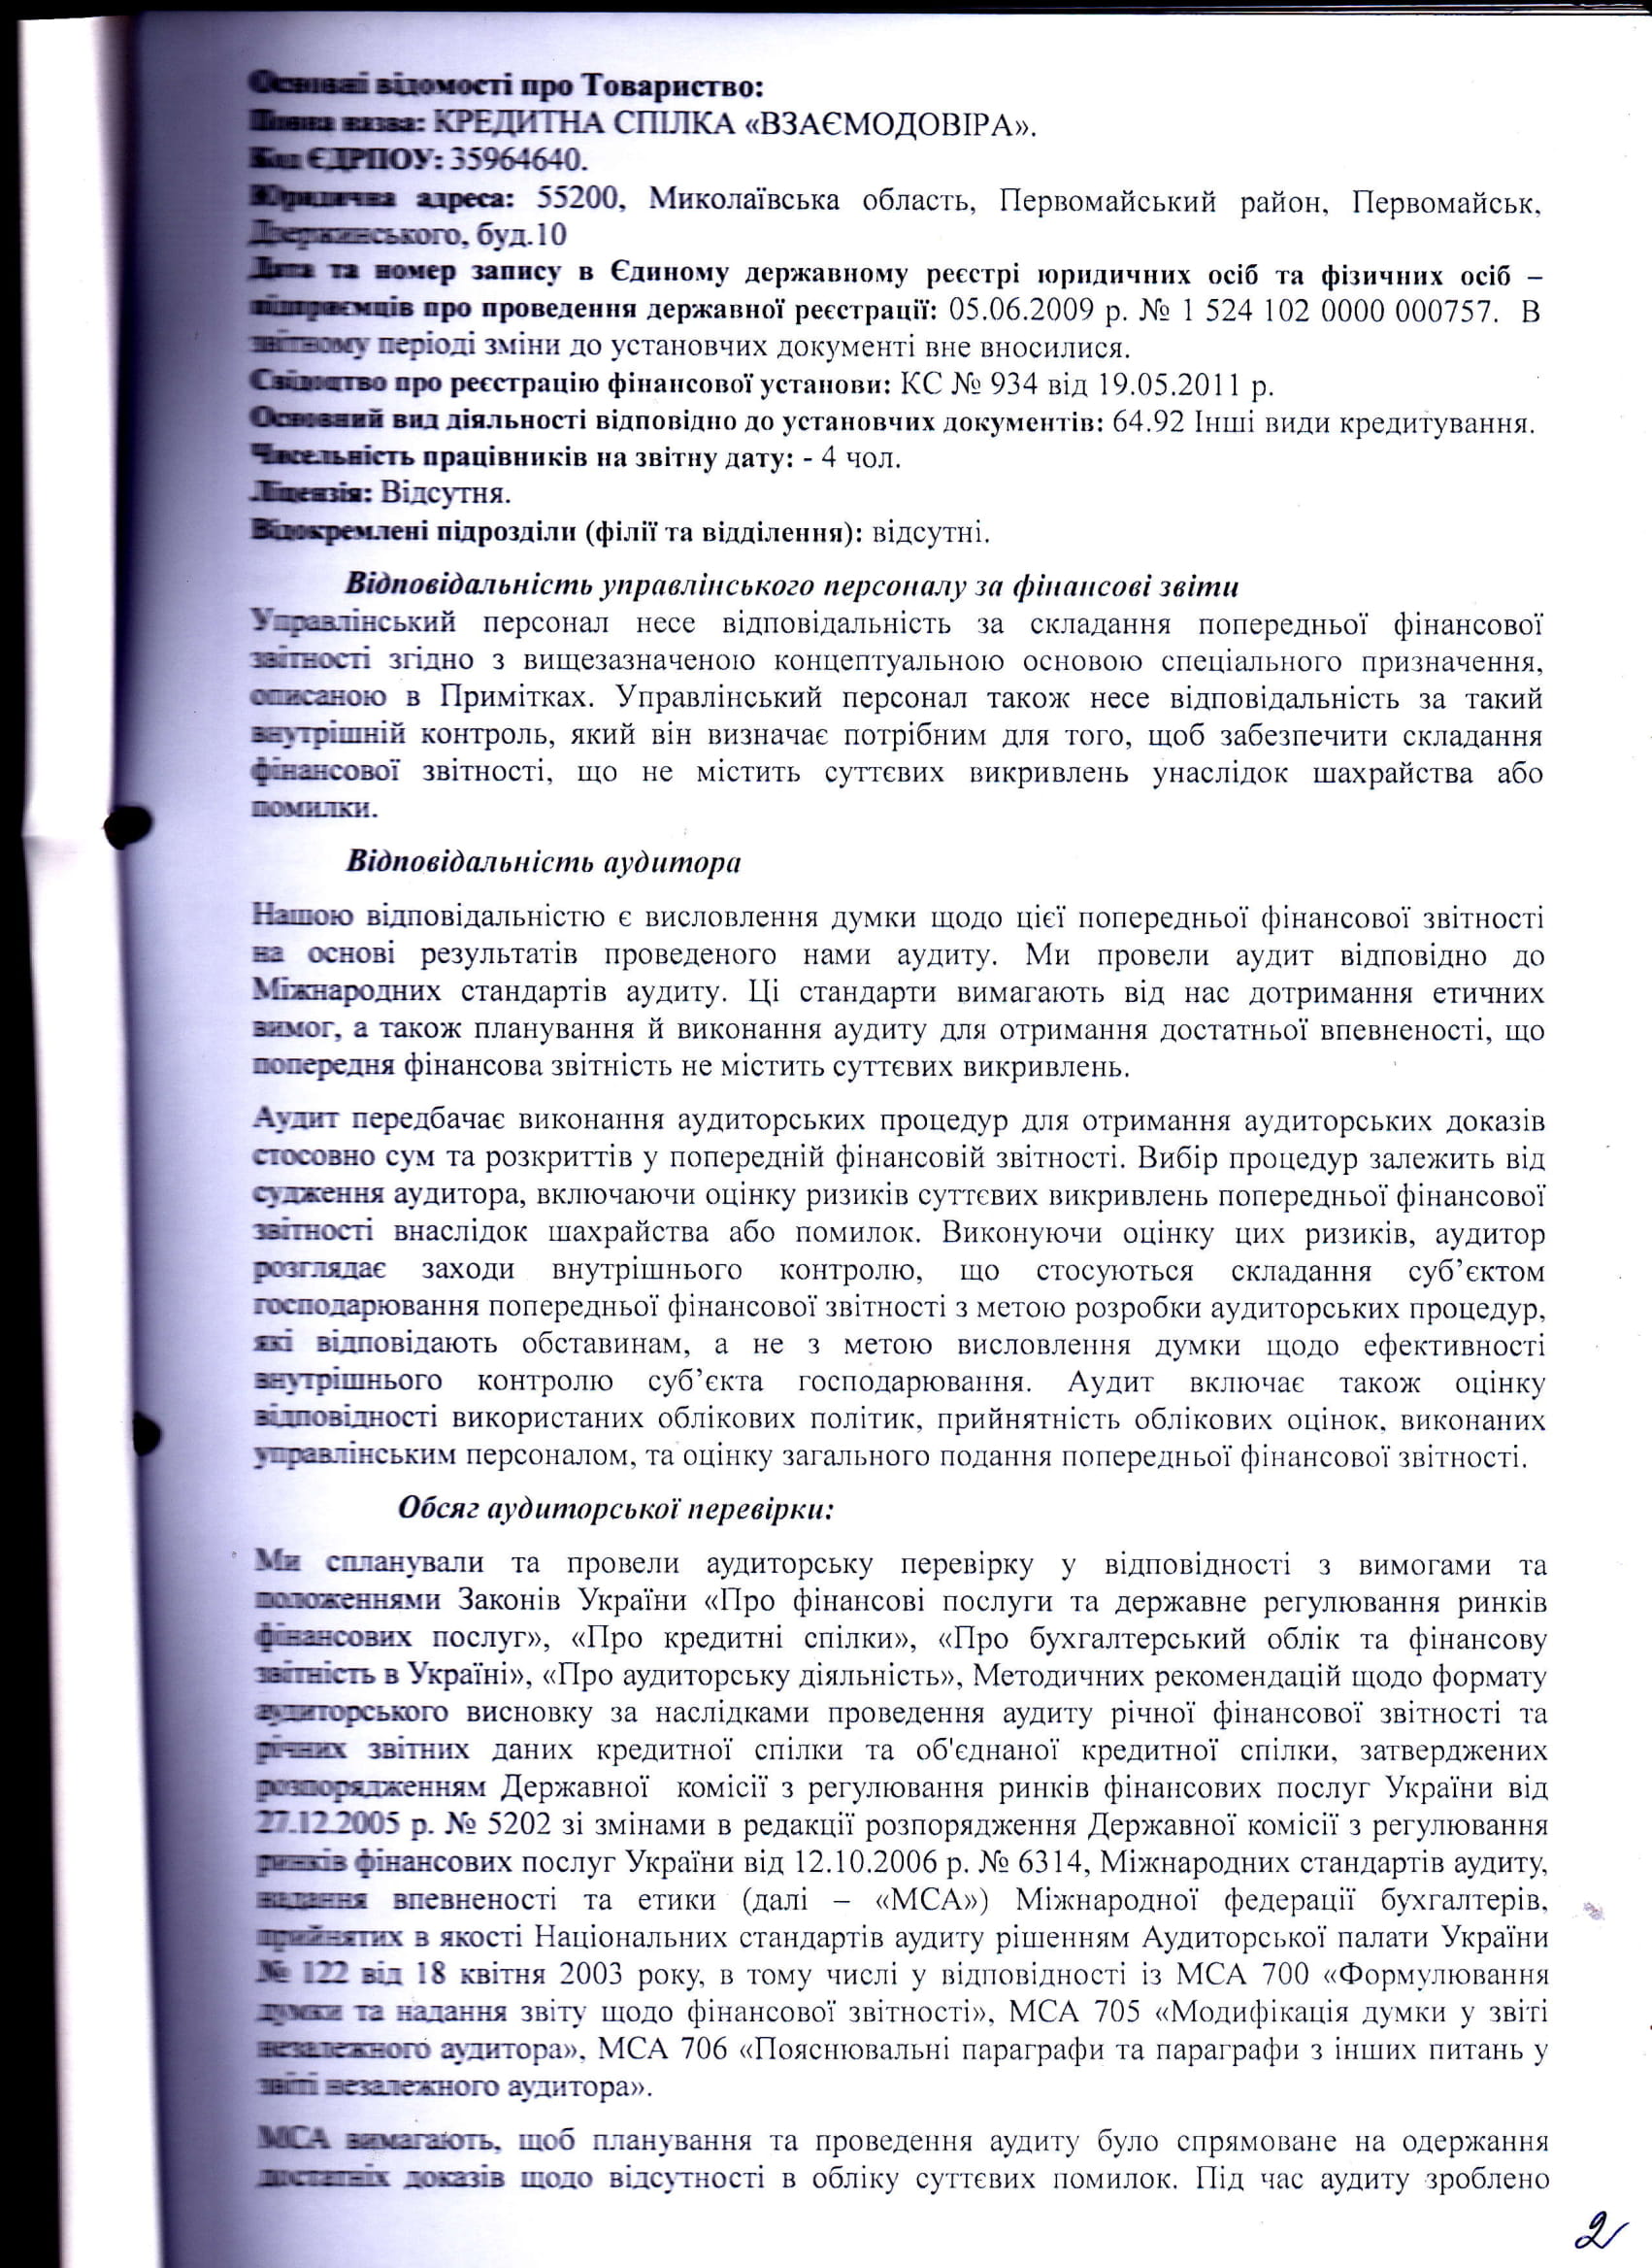 Основні відомості про Товариство:
Повна назва: КРЕДИТНА СПІЛКА «ВЗАЄМОДОВІРА».
Код ЄДРПОУ: 35964640.
Юридична адреса: 55200, Миколаївська область, Первомайський район, Первомайськ,
Дзержинського, буд.10
Дата та номер запису в Єдиному державному реєстрі юридичних осіб та фізичних осіб –
підприємців про проведення державної реєстрації: 05.06.2009 р. № 1 524 102 0000 000757. В
звітному періоді зміни до установчих документі вне вносилися.
Свідоцтво про реєстрацію фінансової установи: КС № 934 від 19.05.2011 р.
Основний вид діяльності відповідно до установчих документів: 64.92 Інші види кредитування.
Чисельність працівників на звітну дату: - 4 чол.
Ліцензія: Відсутня.
Відокремлені підрозділи (філії та відділення): відсутні.
Відповідальність управлінського персоналу за фінансові звіти
Управлінський персонал несе відповідальність за складання попередньої фінансової
звітності згідно з вищезазначеною концептуальною основою спеціального призначення,
описаною в Примітках. Управлінський персонал також несе відповідальність за такий
внутрішній контроль, який він визначає потрібним для того, щоб забезпечити складання
фінансової звітності, що не містить суттєвих викривлень унаслідок шахрайства або
помилки.
Відповідальність аудитора
Нашою відповідальністю є висловлення думки щодо цієї попередньої фінансової звітності
на основі результатів проведеного нами аудиту. Ми провели аудит відповідно до
Міжнародних стандартів аудиту. Ці стандарти вимагають від нас дотримання етичних
вимог, а також планування й виконання аудиту для отримання достатньої впевненості, що
попередня фінансова звітність не містить суттєвих викривлень.
Аудит передбачає виконання аудиторських процедур для отримання аудиторських доказів
стосовно сум та розкриттів у попередній фінансовій звітності. Вибір процедур залежить від
судження аудитора, включаючи оцінку ризиків суттєвих викривлень попередньої фінансової
звітності внаслідок шахрайства або помилок. Виконуючи оцінку цих ризиків, аудитор
розглядає заходи внутрішнього контролю, що стосуються складання суб’єктом
господарювання попередньої фінансової звітності з метою розробки аудиторських процедур,
які відповідають обставинам, а не з метою висловлення думки щодо ефективності
внутрішнього контролю суб’єкта господарювання. Аудит включає також оцінку
відповідності використаних облікових політик, прийнятність облікових оцінок, виконаних
управлінським персоналом, та оцінку загального подання попередньої фінансової звітності.
Обсяг аудиторської перевірки:
Ми спланували та провели аудиторську перевірку у відповідності з вимогами та
положеннями Законів України «Про фінансові послуги та державне регулювання ринків
фінансових послуг», «Про кредитні спілки», «Про бухгалтерський облік та фінансову
звітність в Україні», «Про аудиторську діяльність», Методичних рекомендацій щодо формату
аудиторського висновку за наслідками проведення аудиту річної фінансової звітності та
річних звітних даних кредитної спілки та об'єднаної кредитної спілки, затверджених
розпорядженням Державної комісії з регулювання ринків фінансових послуг України від
27.12.2005 р. № 5202 зі змінами в редакції розпорядження Державної комісії з регулювання
ринків фінансових послуг України від 12.10.2006 р. № 6314, Міжнародних стандартів аудиту,
надання впевненості та етики (далі – «МСА») Міжнародної федерації бухгалтерів,
прийнятих в якості Національних стандартів аудиту рішенням Аудиторської палати України
№ 122 від 18 квітня 2003 року, в тому числі у відповідності із МСА 700 «Формулювання
думки та надання звіту щодо фінансової звітності», МСА 705 «Модифікація думки у звіті
незалежного аудитора», МСА 706 «Пояснювальні параграфи та параграфи з інших питань у
звіті незалежного аудитора».
МСА вимагають, щоб планування та проведення аудиту було спрямоване на одержання
достатніх доказів щодо відсутності в обліку суттєвих помилок. Під час аудиту зроблено
2